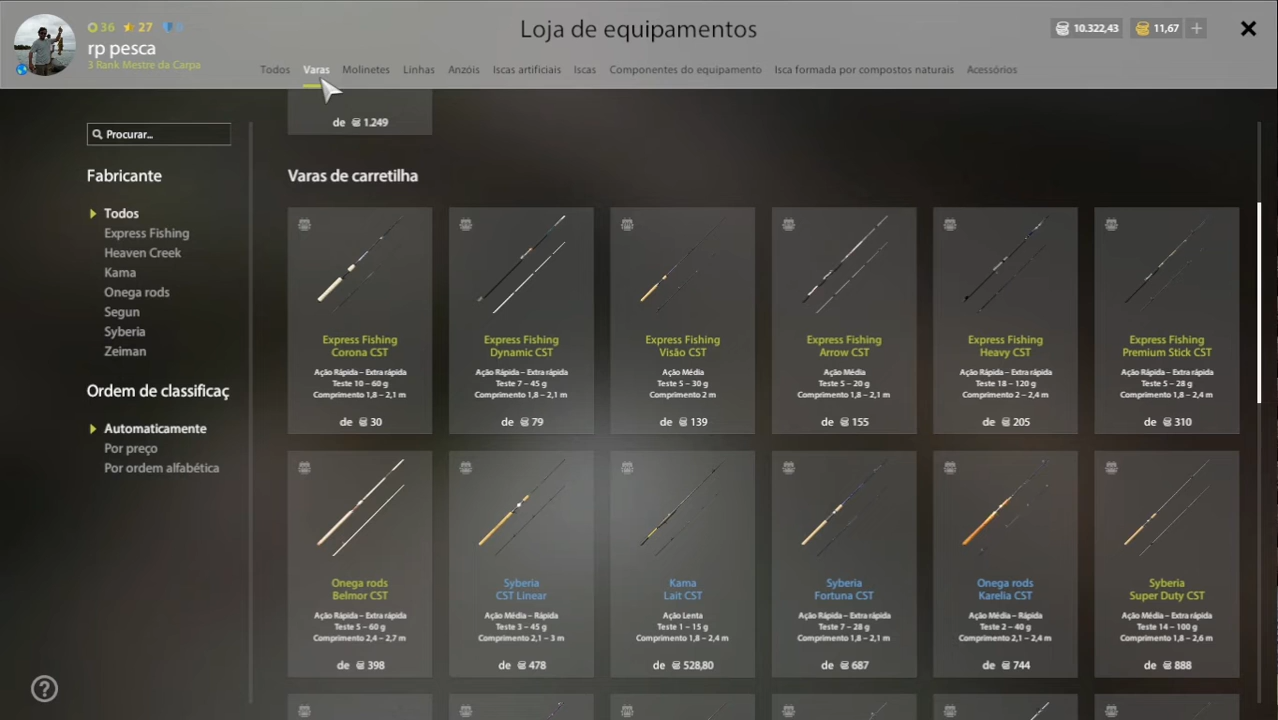 36 27
rp pesca
3 Rank Mestre da Carpa
Loja de equipamentos
10.322,43 11,67 +
Todos Varas Molinetes Linhas Anzóis Iscas artificiais Iscas Componentes do equipamento Isca formada por compostos naturais Acessórios
Procurar...
Fabricante
Todos
Express Fishing
Heaven Creek
Kama
Onega rods
Segun
Syberia
Zeiman
Ordem de classificaç
Automaticamente
Por preço
Por ordem alfabética
de 1.249
Varas de carretilha
Express Fishing
Corona CST
Ação Rápida – Extra rápida
Teste 10 – 60 g
Comprimento 1,8 – 2,1 m
de 30
Express Fishing
Dynamic CST
Ação Rápida – Extra rápida
Teste 7 – 45 g
Comprimento 1,8 – 2,1 m
de 79
Express Fishing
Visão CST
Ação Média
Teste 5 – 30 g
Comprimento 2 m
de 139
Express Fishing
Arrow CST
Ação Média
Teste 5 – 20 g
Comprimento 1,8 – 2,1 m
de 155
Express Fishing
Heavy CST
Ação Rápida – Extra rápida
Teste 18 – 120 g
Comprimento 2 – 2,4 m
de 205
Express Fishing
Premium Stick CST
Ação Rápida – Extra rápida
Teste 5 – 28 g
Comprimento 1,8 – 2,1 m
de 310
Onega rods
Belmor CST
Ação Rápida – Extra rápida
Teste 5 – 60 g
Comprimento 2,4 – 2,7 m
de 398
Syberia
CST Linear
Ação Média – Rápida
Teste 3 – 45 g
Comprimento 2,1 – 3 m
de 478
Kama
Lait CST
Ação Lenta
Teste 1 – 15 g
Comprimento 1,8 – 2,4 m
de 528,80
Syberia
Fortuna CST
Ação Rápida – Extra rápida
Teste 7 – 28 g
Comprimento 1,8 – 2,1 m
de 687
Onega rods
Karelia CST
Ação Média – Rápida
Teste 2 – 40 g
Comprimento 2,1 – 2,4 m
de 744
Syberia
Super Duty CST
Ação Rápida – Extra rápida
Teste 14 – 100 g
Comprimento 1,8 – 2,6 m
de 888
?